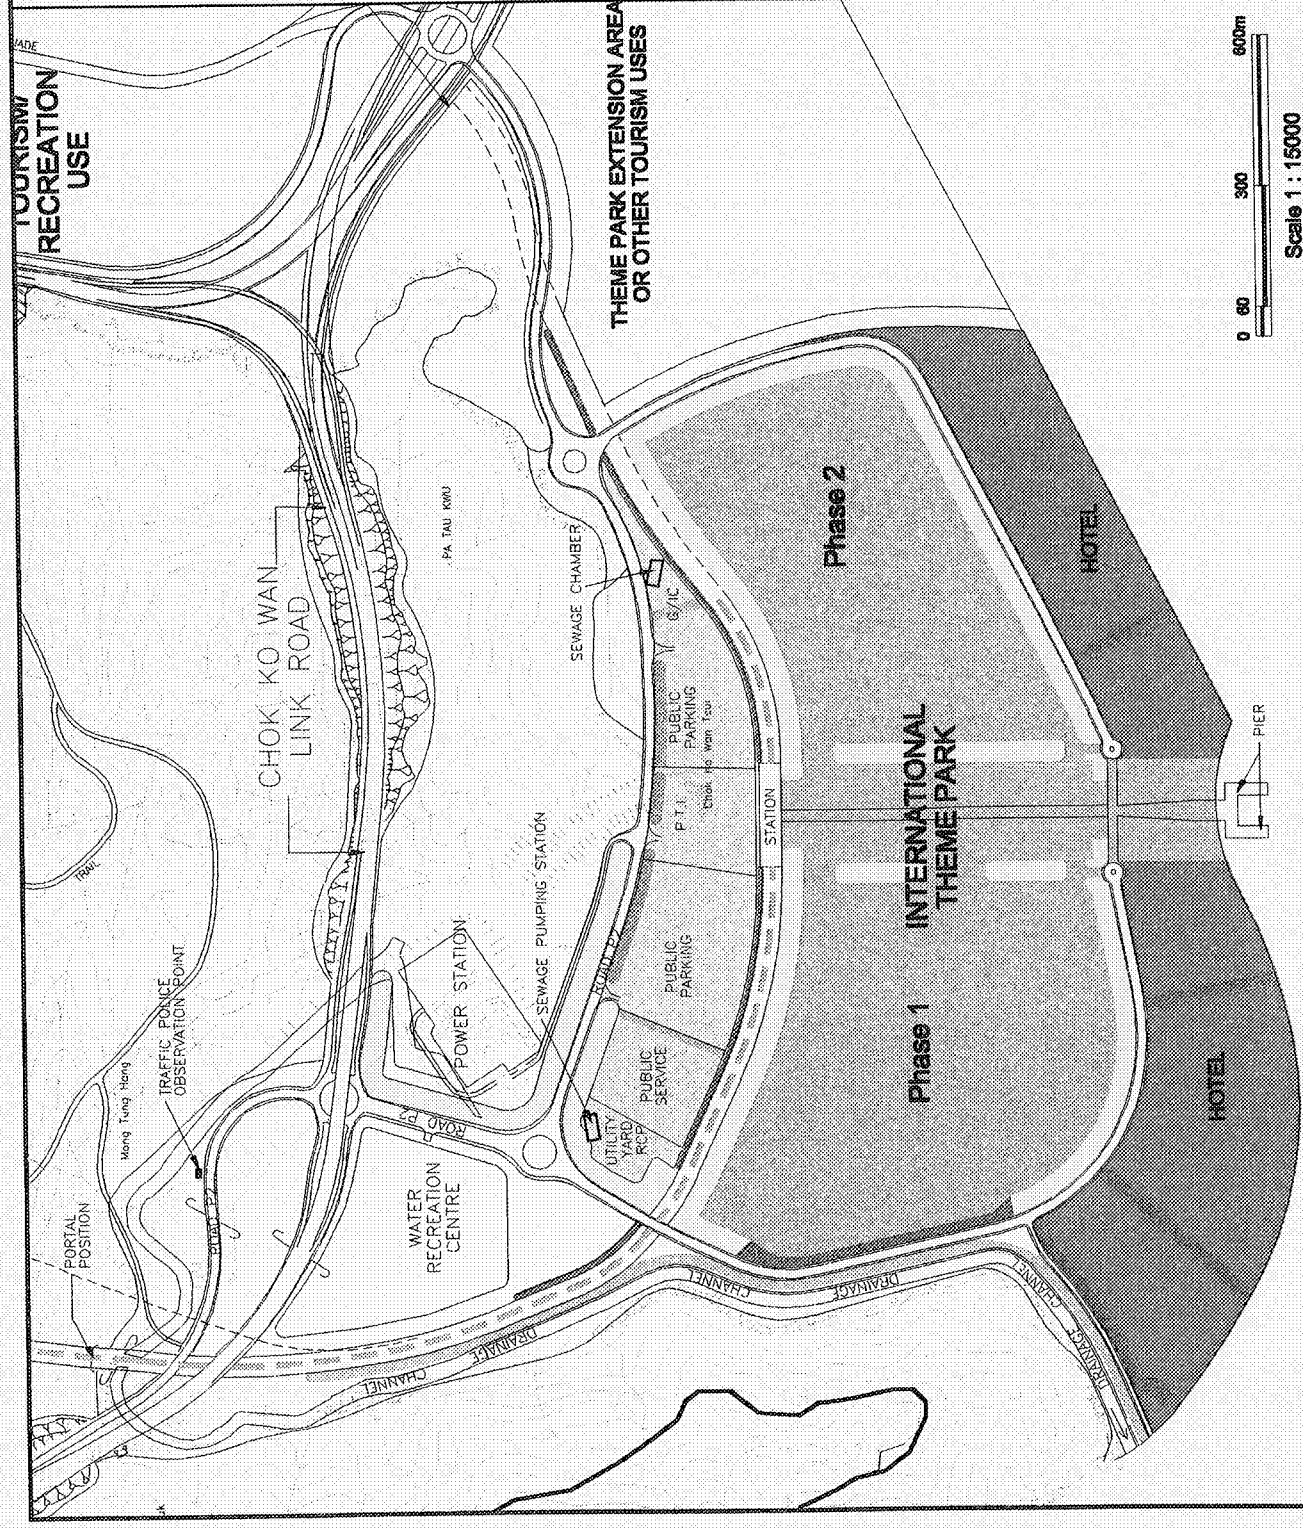 TOURISM/
RECREATION
USE
THEME PARK EXTENSION AREA
OR OTHER TOURISM USES
600m
300
60
0
Scale 1 : 15000
CHOK KO WAN
LINK ROAD
PA TAU KWU
TRAIL
TRAFFIC POLICE
OBSERVATION POINT
Mong Tung Hang
PORTAL
POSITION
ROAD P2
ROAD P2
ROAD P2
POWER STATION
SEWAGE PUMPING STATION
SEWAGE CHAMBER
G/IC
PUBLIC
PARKING
Chok Ko Wan Tsui
P.T.I.
STATION
PUBLIC
PARKING
PUBLIC
SERVICE
UTILITY
YARD
RCP
WATER
RECREATION
CENTRE
Phase 2
INTERNATIONAL
THEME PARK
Phase 1
HOTEL
HOTEL
PIER
DRAINAGE
CHANNEL
DRAINAGE
CHANNEL
DRAINAGE
CHANNEL